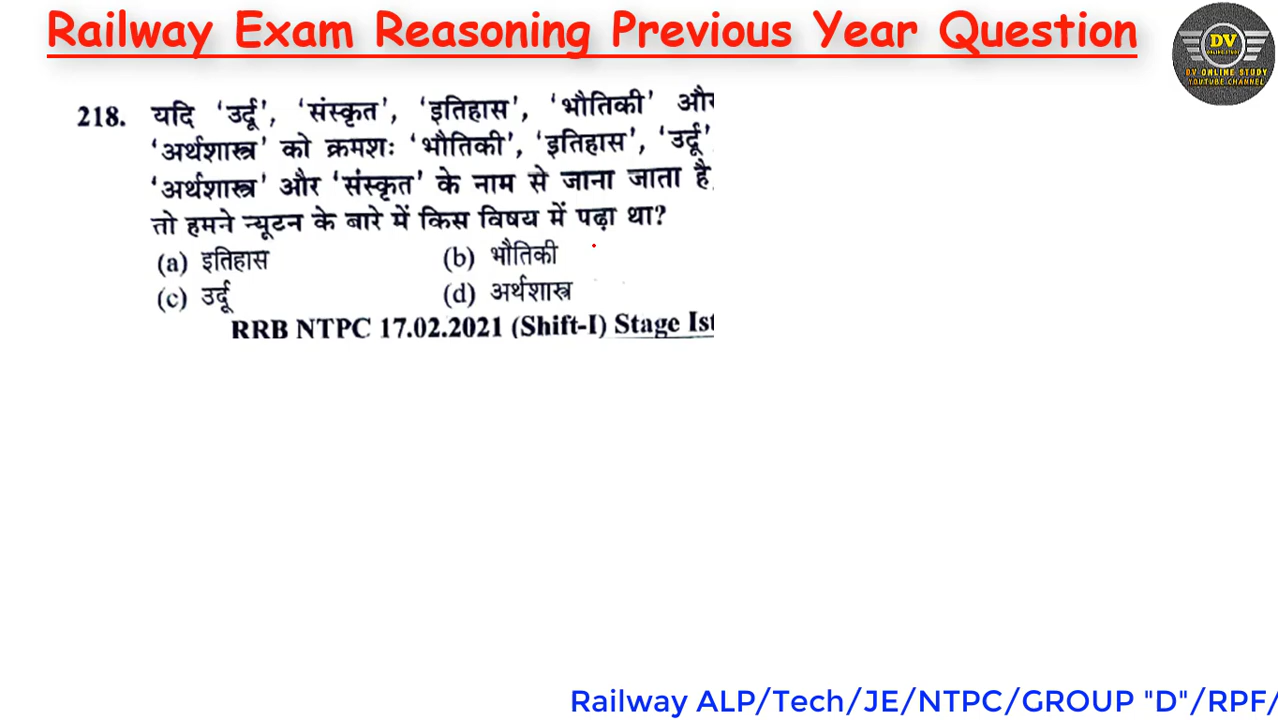 Railway Exam Reasoning Previous Year Question
DV
DV ONLINE STUDY
YOUTUBE CHANNEL
218. यदि ‘उर्दू’, ‘संस्कृत’, ‘इतिहास’, ‘भौतिकी’ और
‘अर्थशास्त्र’ को क्रमशः ‘भौतिकी’, ‘इतिहास’, ‘उर्दू’
‘अर्थशास्त्र’ और ‘संस्कृत’ के नाम से जाना जाता है,
तो हमने न्यूटन के बारे में किस विषय में पढ़ा था?
(a) इतिहास (b) भौतिकी
(c) उर्दू (d) अर्थशास्त्र
RRB NTPC 17.02.2021 (Shift-I) Stage Ist
Railway ALP/Tech/JE/NTPC/GROUP "D"/RPF/